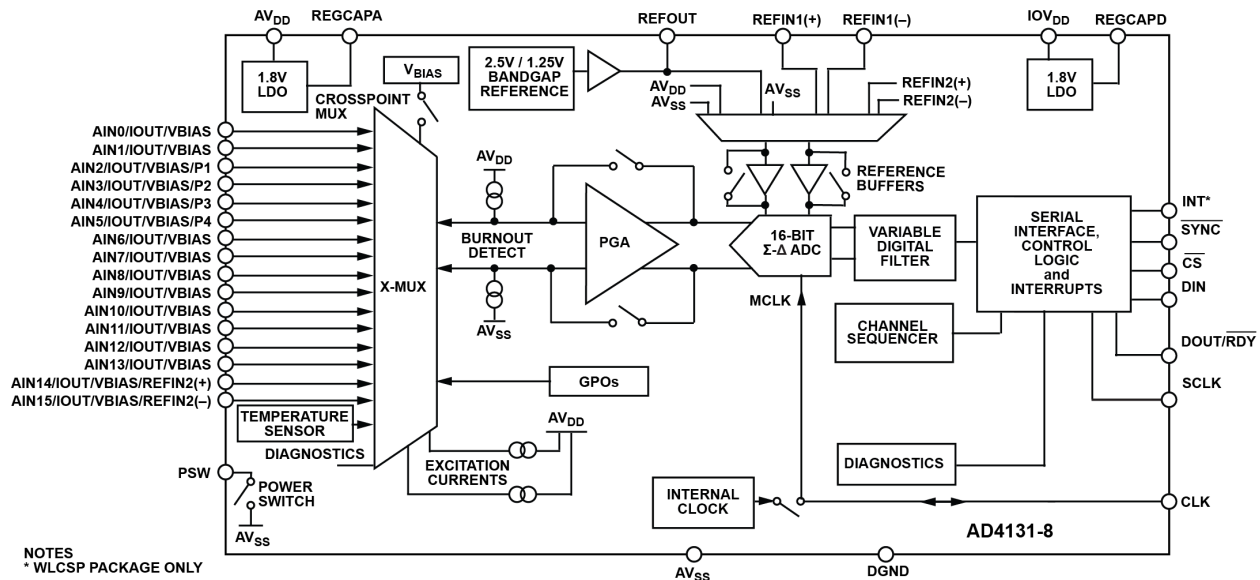 AVDD
REGCAPA
REFOUT
REFIN1(+)
REFIN1(–)
IOVDD
REGCAPD
1.8V
LDO
VBIAS
2.5V / 1.25V
BANDGAP
REFERENCE
AVDD
AVSS
AVSS
REFIN2(+)
REFIN2(–)
1.8V
LDO
CROSSPOINT
MUX
AIN0/IOUT/VBIAS
AIN1/IOUT/VBIAS
AIN2/IOUT/VBIAS/P1
AIN3/IOUT/VBIAS/P2
AIN4/IOUT/VBIAS/P3
AIN5/IOUT/VBIAS/P4
AIN6/IOUT/VBIAS
AIN7/IOUT/VBIAS
AIN8/IOUT/VBIAS
AIN9/IOUT/VBIAS
AIN10/IOUT/VBIAS
AIN11/IOUT/VBIAS
AIN12/IOUT/VBIAS
AIN13/IOUT/VBIAS
AIN14/IOUT/VBIAS/REFIN2(+)
AIN15/IOUT/VBIAS/REFIN2(–)
X-MUX
AVDD
BURNOUT
DETECT
AVSS
PGA
REFERENCE
BUFFERS
16-BIT
Σ-Δ ADC
MCLK
VARIABLE
DIGITAL
FILTER
SERIAL
INTERFACE,
CONTROL
LOGIC
and
INTERRUPTS
INT*
SYNC
CS
DIN
DOUT/RDY
SCLK
CHANNEL
SEQUENCER
GPOs
TEMPERATURE
SENSOR
DIAGNOSTICS
AVDD
EXCITATION
CURRENTS
DIAGNOSTICS
PSW
POWER
SWITCH
AVSS
INTERNAL
CLOCK
CLK
AD4131-8
AVSS
DGND
NOTES
* WLCSP PACKAGE ONLY